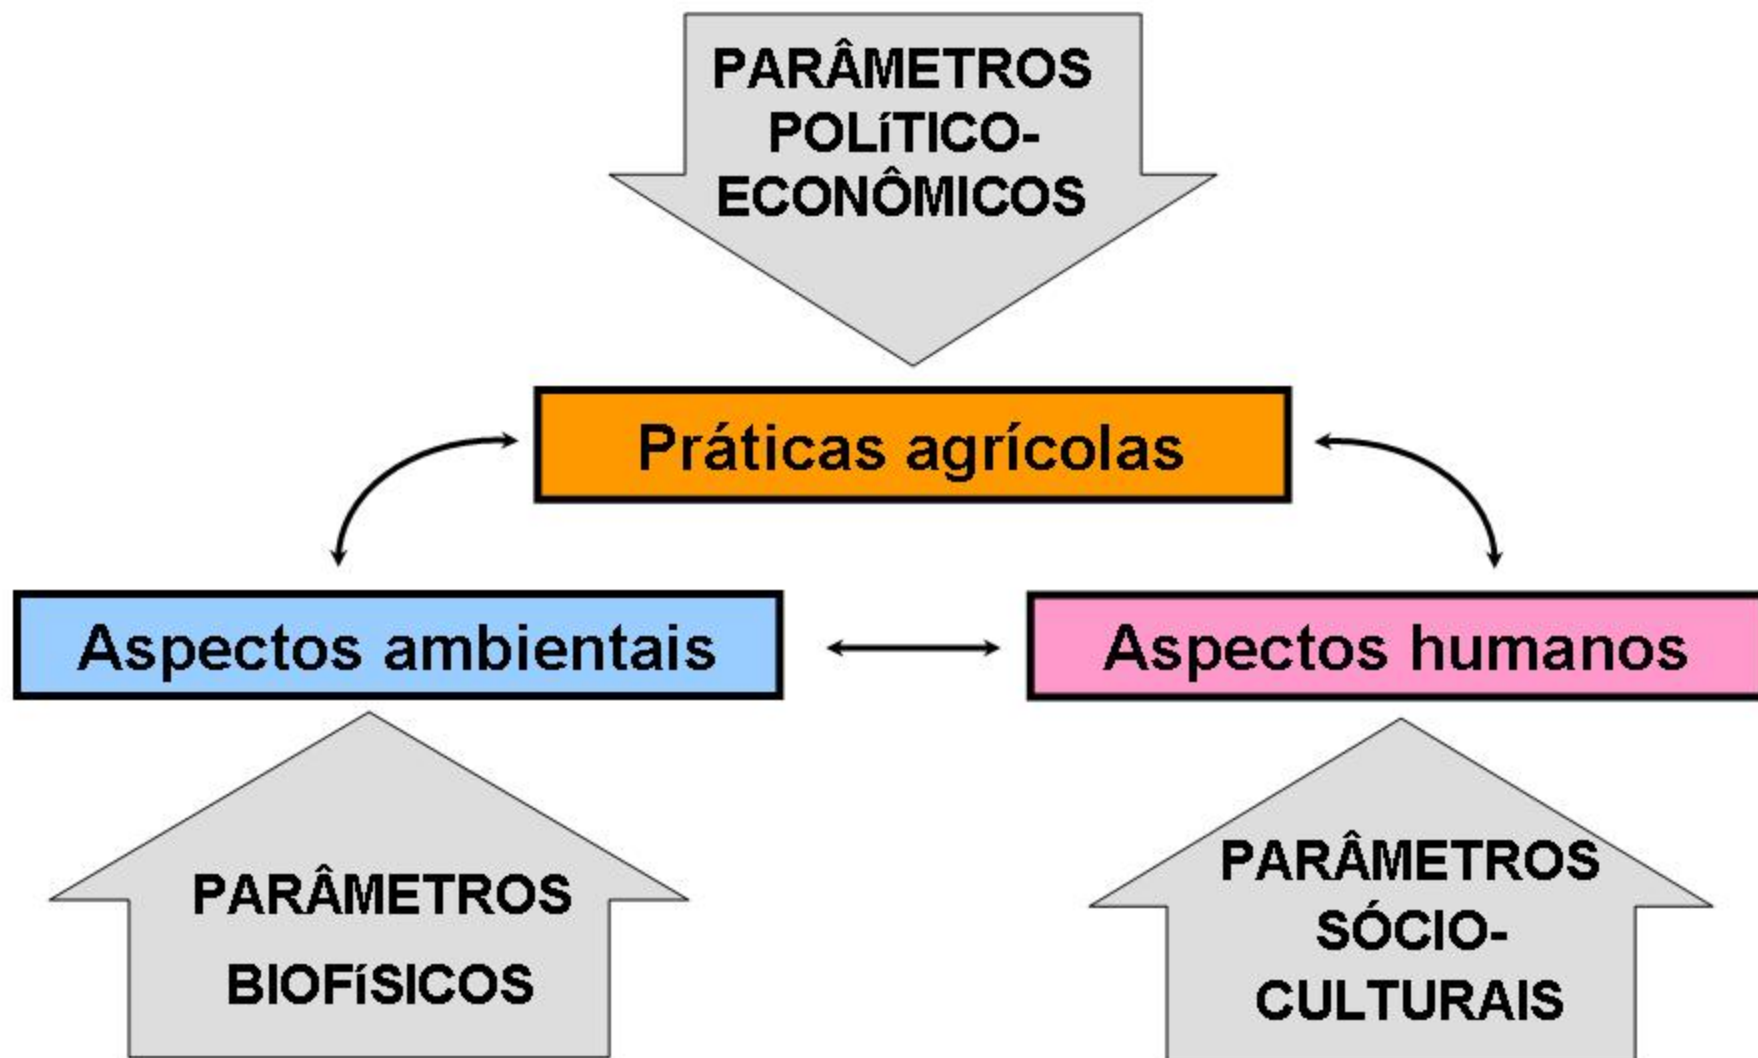 PARÂMETROS
POLíTICO-
ECONÔMICOS
Práticas agrícolas
Aspectos ambientais
Aspectos humanos
PARÂMETROS
BIOFíSICOS
PARÂMETROS
SÓCIO-
CULTURAIS